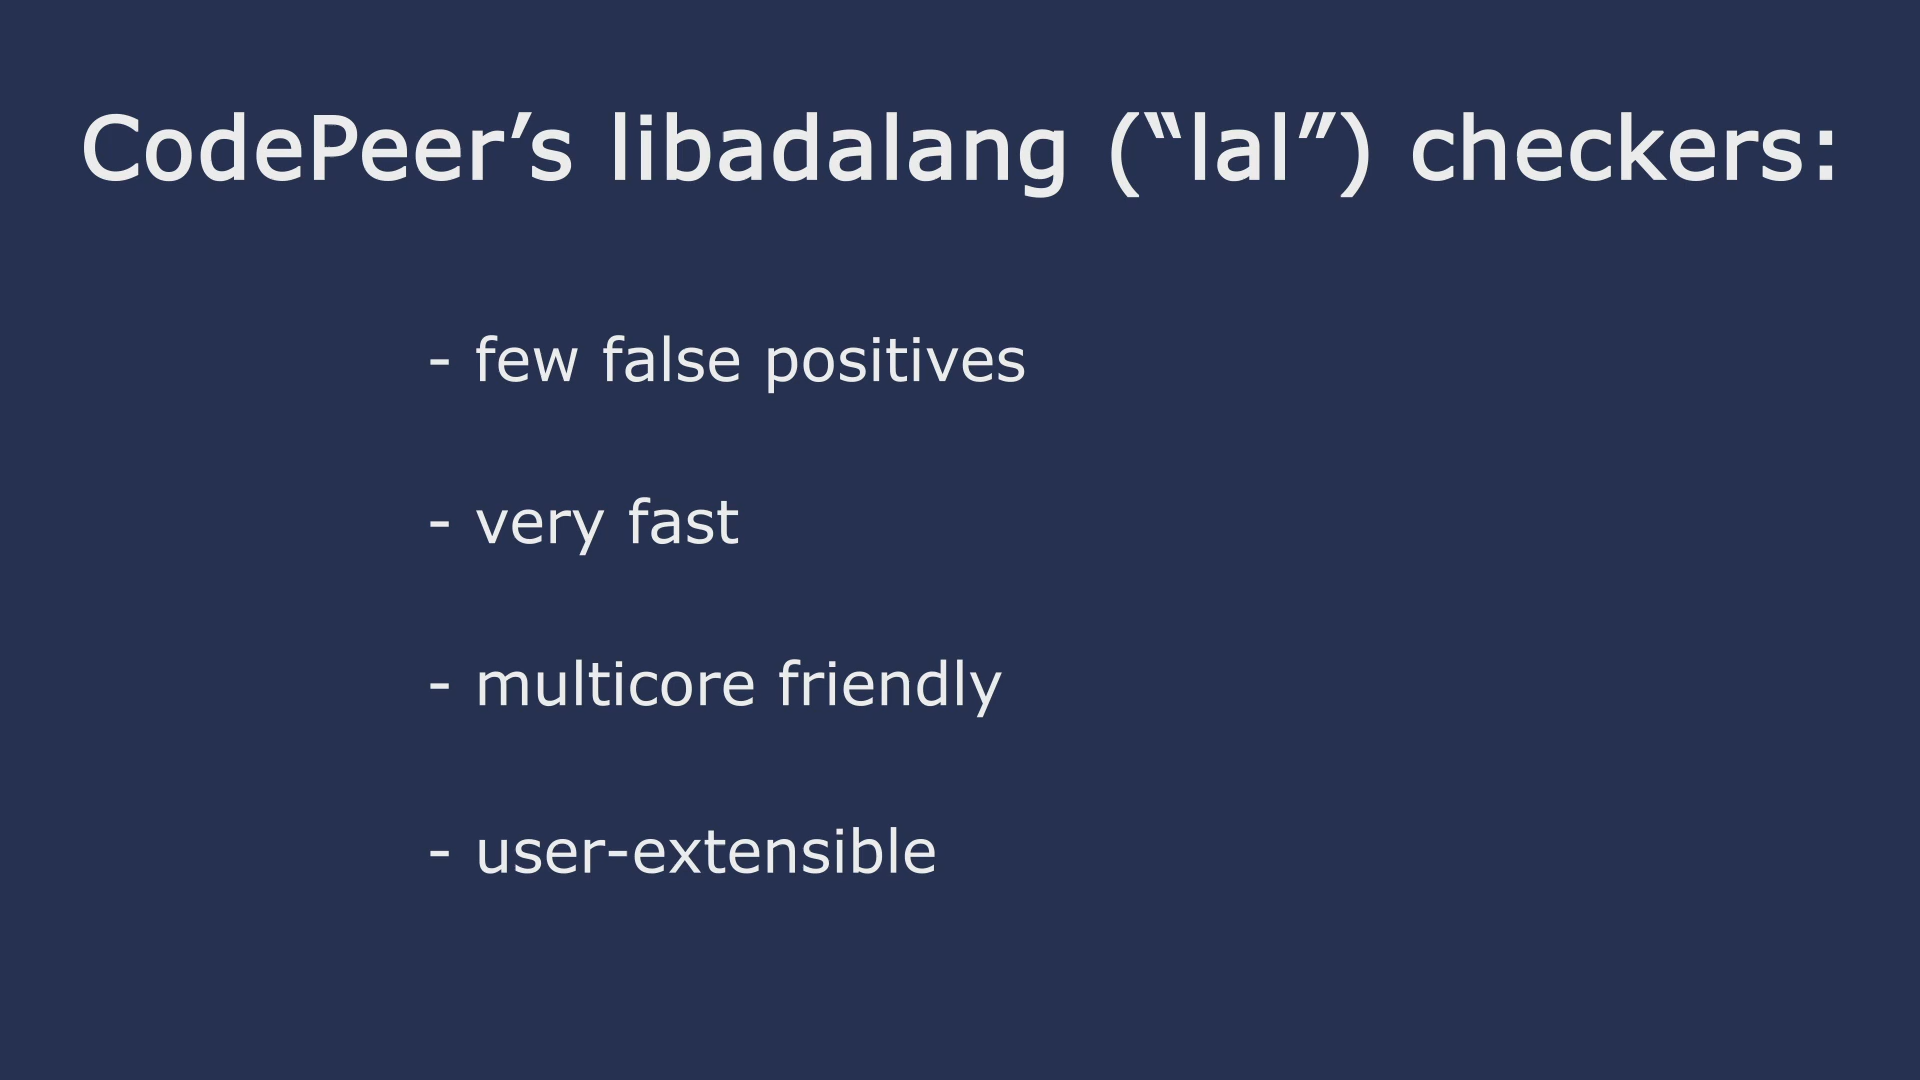 CodePeer’s libadalang (“lal”) checkers:
- few false positives
- very fast
- multicore friendly
- user-extensible